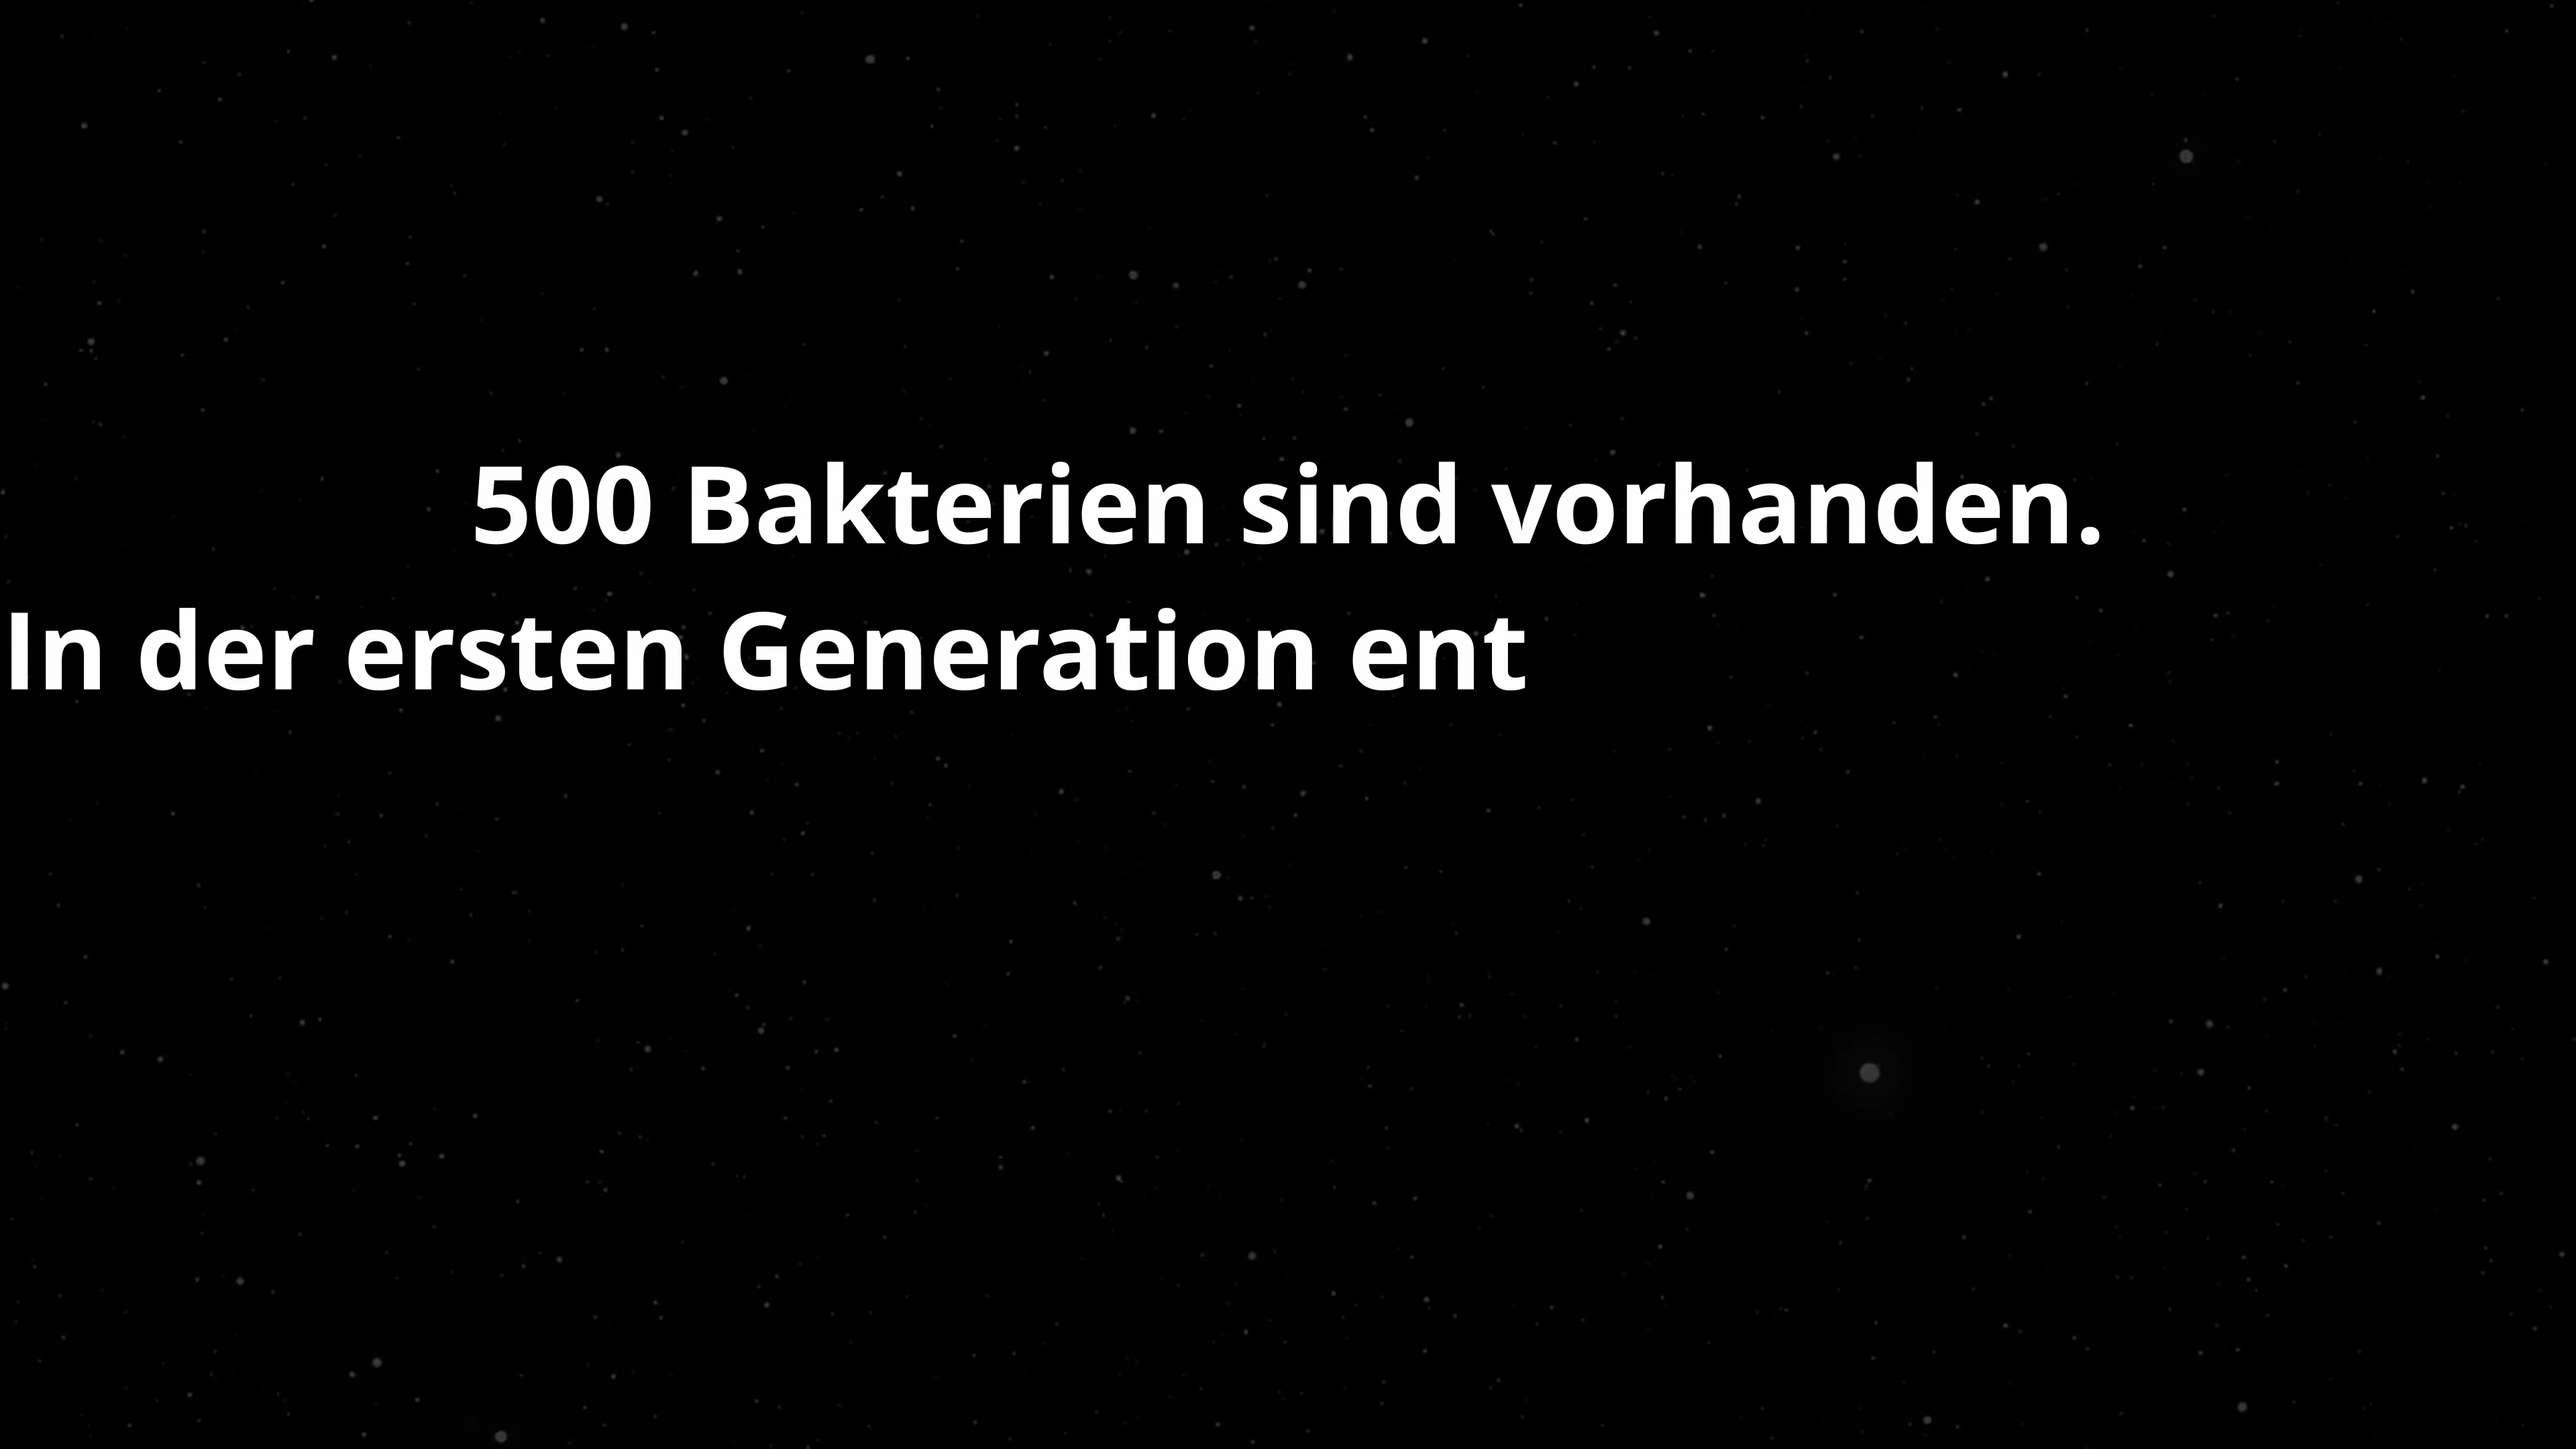 500 Bakterien sind vorhanden.
In der ersten Generation ent